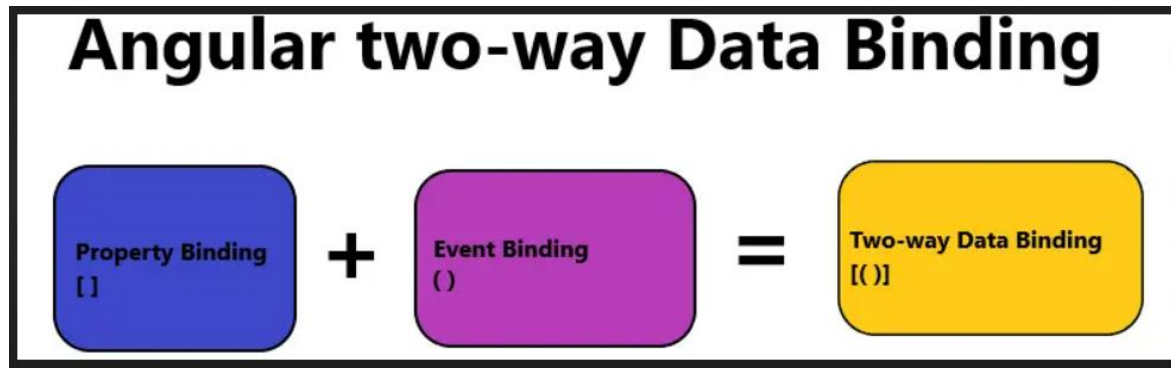 Angular two-way Data Binding
Property Binding
[ ]
+
Event Binding
( )
=
Two-way Data Binding
[( )]